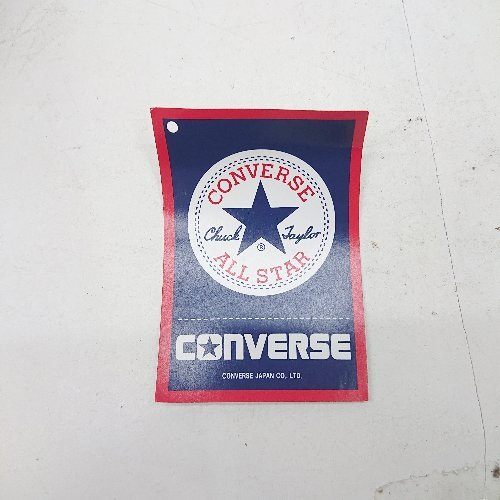 CONVERSE
Chuck Taylor
®
ALL STAR
CONVERSE
CONVERSE JAPAN CO., LTD.